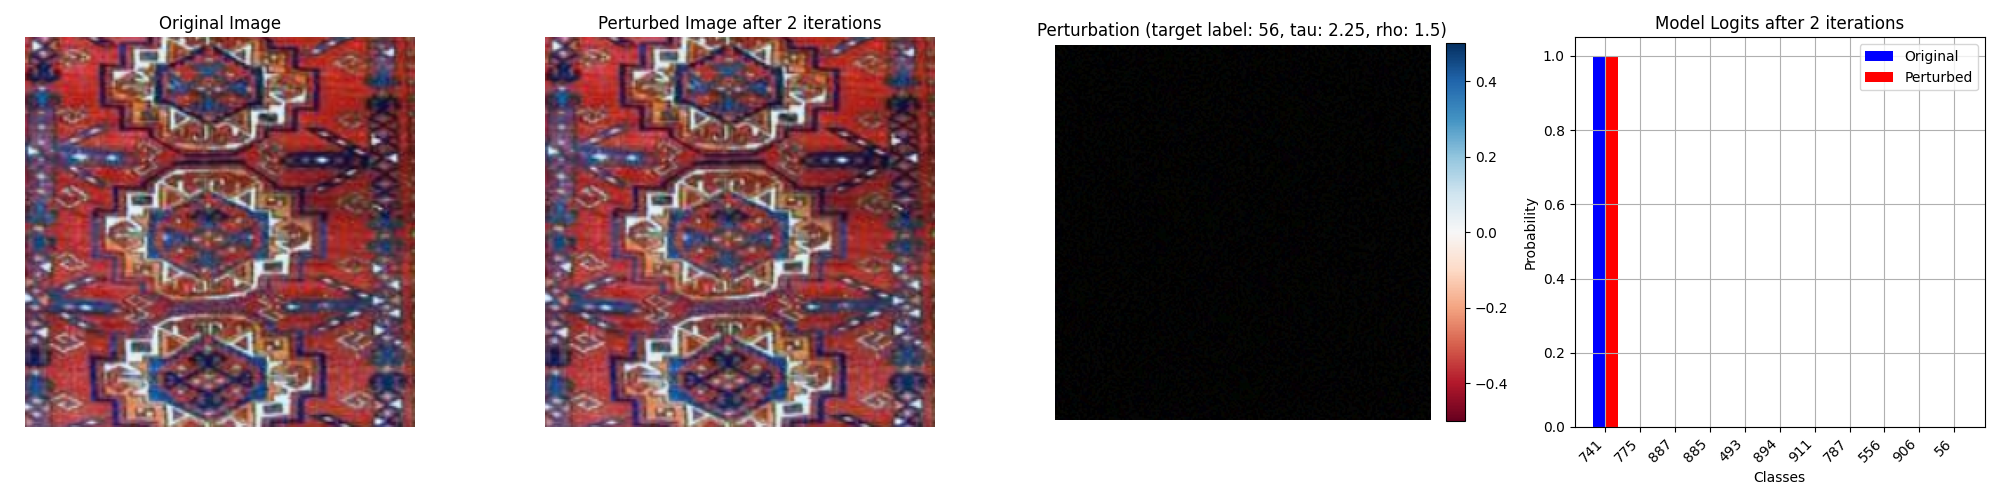 Original Image
Perturbed Image after 2 iterations
Perturbation (target label: 56, tau: 2.25, rho: 1.5)
0.4
0.2
0.0
−0.2
−0.4
Model Logits after 2 iterations
Original
Perturbed
Probability
1.0
0.8
0.6
0.4
0.2
0.0
741 775 887 885 493 894 911 787 556 906 56
Classes